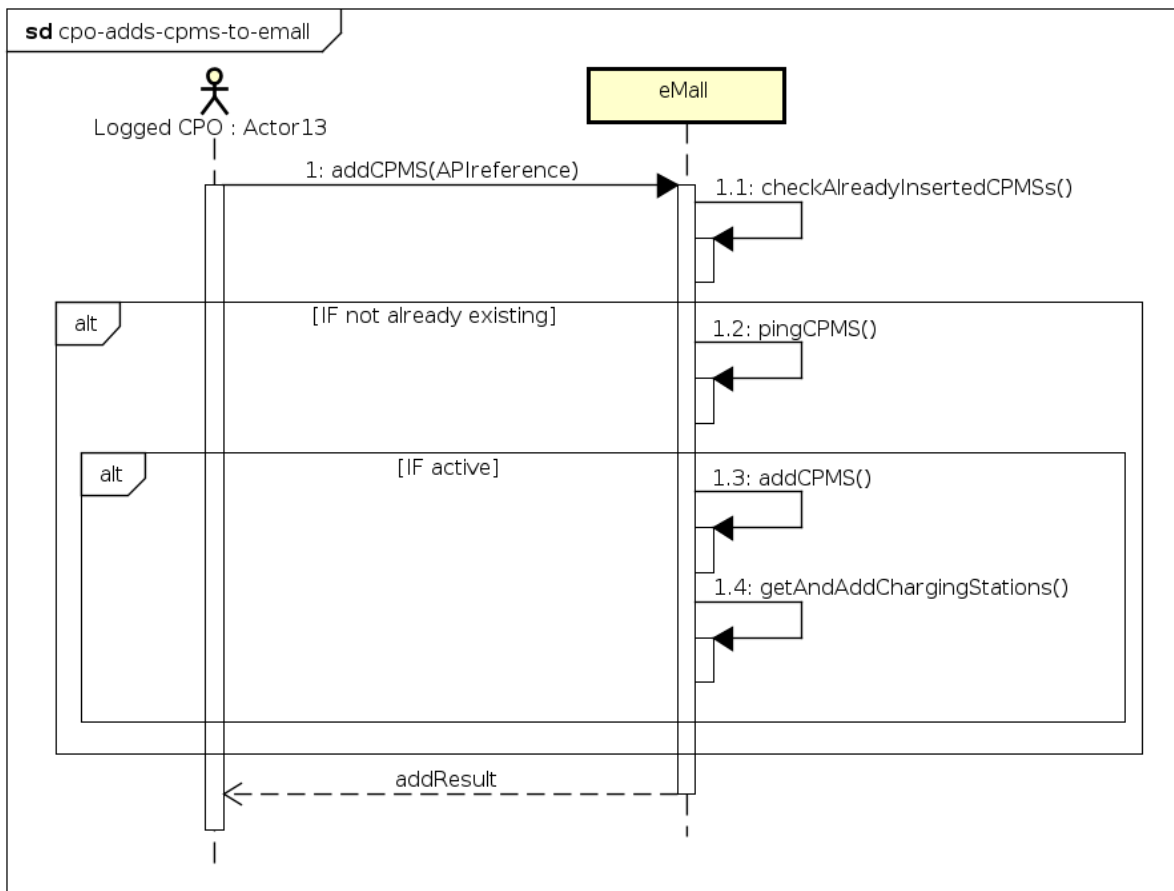 sd cpo-adds-cpms-to-emall
eMall
Logged CPO : Actor13
1: addCPMS(APIreference)
1.1: checkAlreadyInsertedCPMSs()
alt
[IF not already existing]
1.2: pingCPMS()
alt
[IF active]
1.3: addCPMS()
1.4: getAndAddChargingStations()
addResult